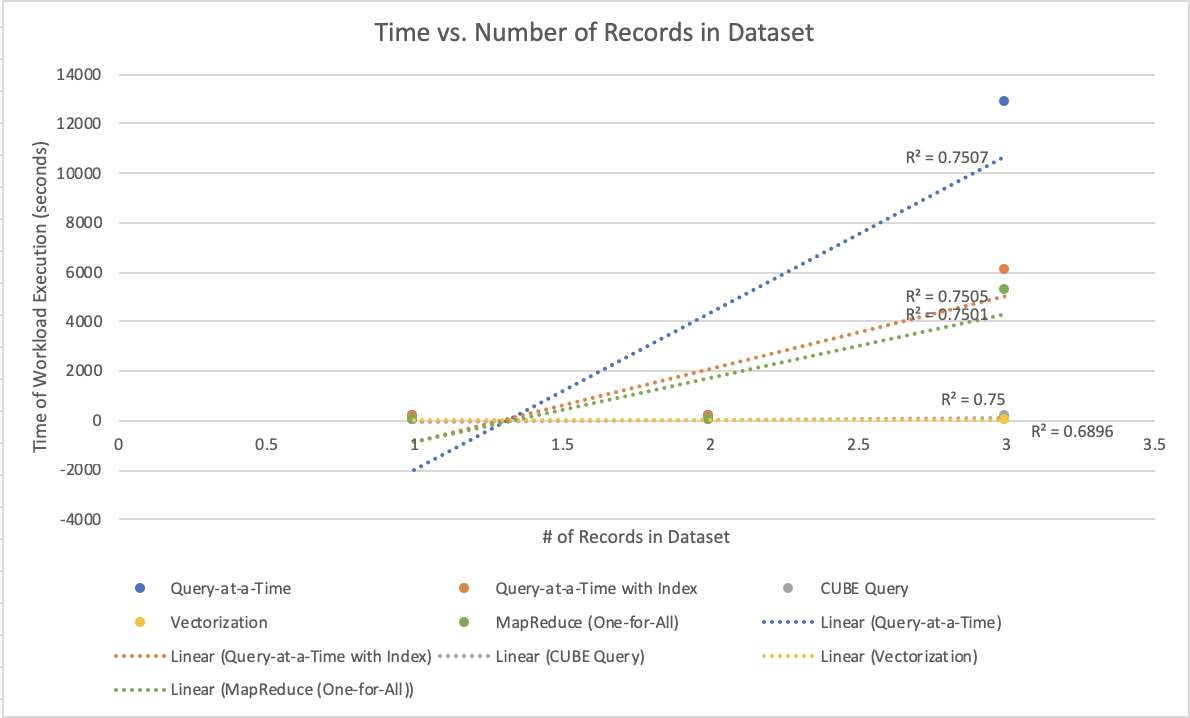 Time vs. Number of Records in Dataset
Time of Workload Execution (seconds)
14000
12000
10000
8000
6000
4000
2000
0
-2000
-4000
R² = 0.7507
R² = 0.7505
R² = 0.7501
R² = 0.75
R² = 0.6896
0 0.5 1 1.5 2 2.5 3 3.5
# of Records in Dataset
Query-at-a-Time Query-at-a-Time with Index CUBE Query
Vectorization MapReduce (One-for-All) Linear (Query-at-a-Time)
Linear (Query-at-a-Time with Index) Linear (CUBE Query) Linear (Vectorization)
Linear (MapReduce (One-for-All))